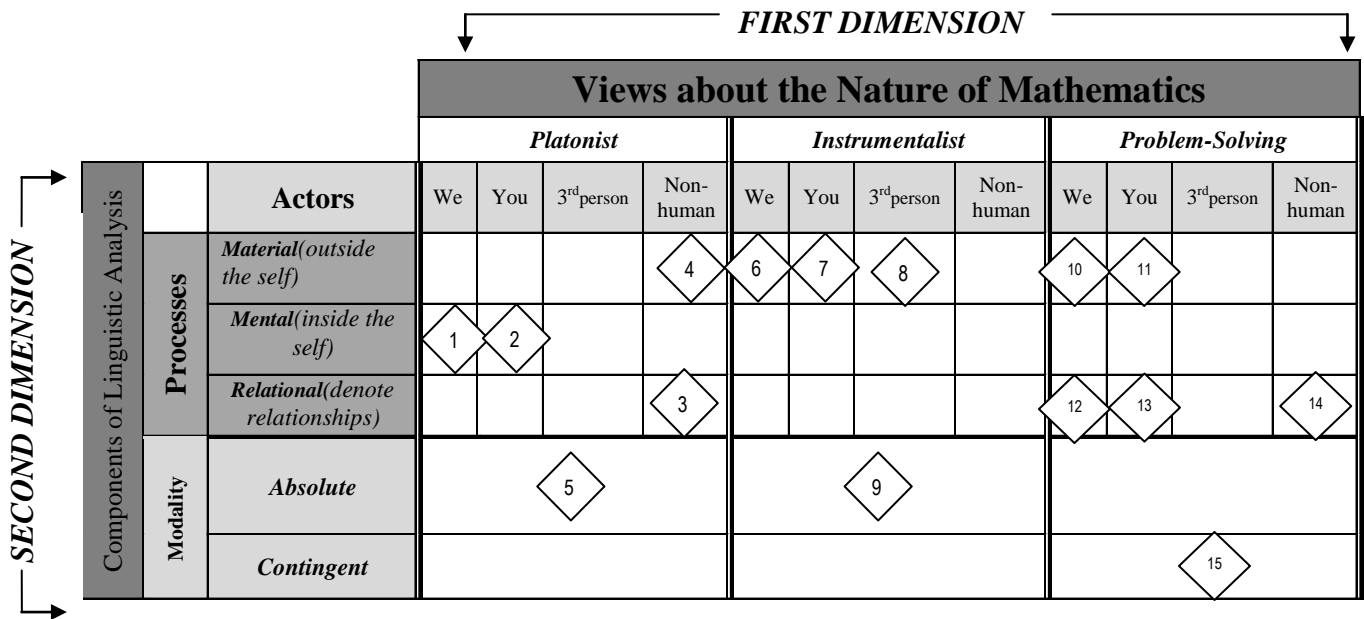 FIRST DIMENSION
Views about the Nature of Mathematics
Platonist Instrumentalist Problem-Solving
Actors We You 3rdperson Non-human We You 3rdperson Non-human We You 3rdperson Non-human
SECOND DIMENSION
Components of Linguistic Analysis
Processes
Material(outside
the self)
4 6 7 8 10 11
Mental(inside the
self)
1 2
Relational(denote
relationships)
3 12 13 14
Modality
Absolute
5 9
Contingent
15